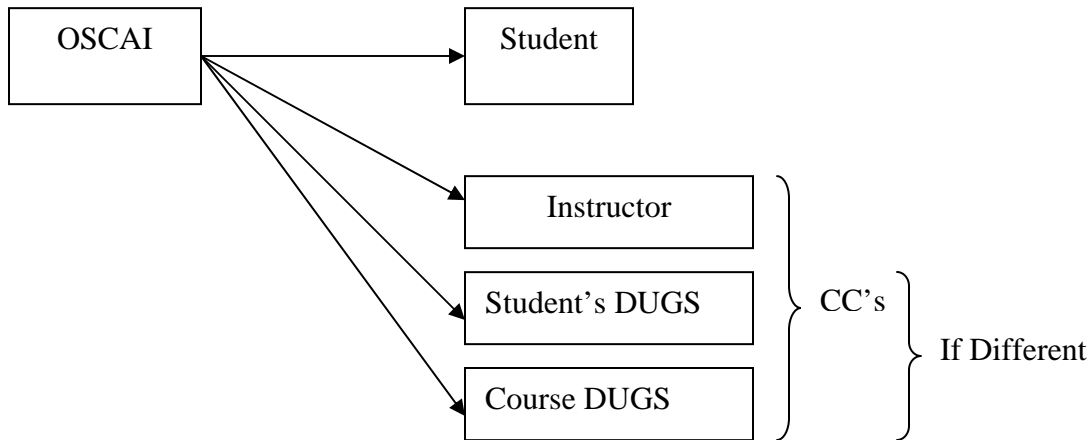 OSCAI
Student
Instructor
Student’s DUGS
CC’s
If Different
Course DUGS